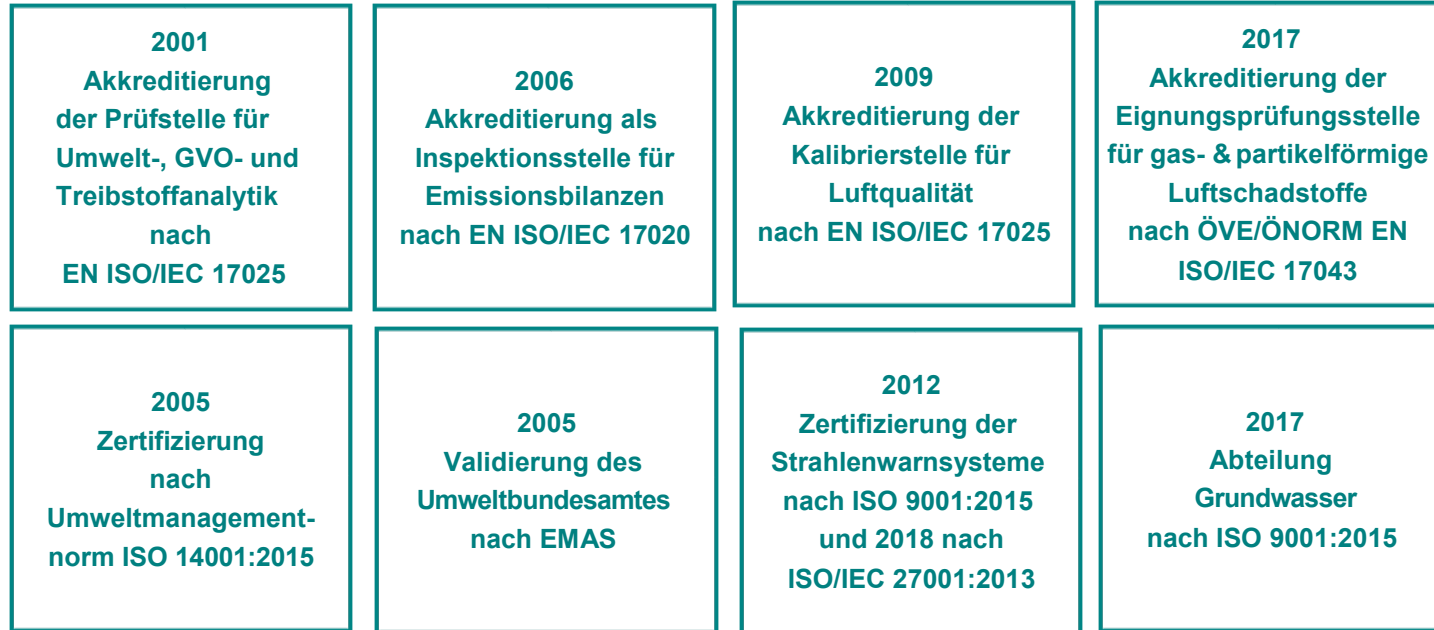 2001
Akkreditierung
der Prüfstelle für
Umwelt-, GVO- und
Treibstoffanalytik
nach
EN ISO/IEC 17025
2006
Akkreditierung als
Inspektionsstelle für
Emissionsbilanzen
nach EN ISO/IEC 17020
2009
Akkreditierung der
Kalibrierstelle für
Luftqualität
nach EN ISO/IEC 17025
2017
Akkreditierung der
Eignungsprüfungsstelle
für gas- & partikelförmige
Luftschadstoffe
nach ÖVE/ÖNORM EN
ISO/IEC 17043
2005
Zertifizierung
nach
Umweltmanagement-
norm ISO 14001:2015
2005
Validierung des
Umweltbundesamtes
nach EMAS
2012
Zertifizierung der
Strahlenwarnsysteme
nach ISO 9001:2015
und 2018 nach
ISO/IEC 27001:2013
2017
Abteilung
Grundwasser
nach ISO 9001:2015